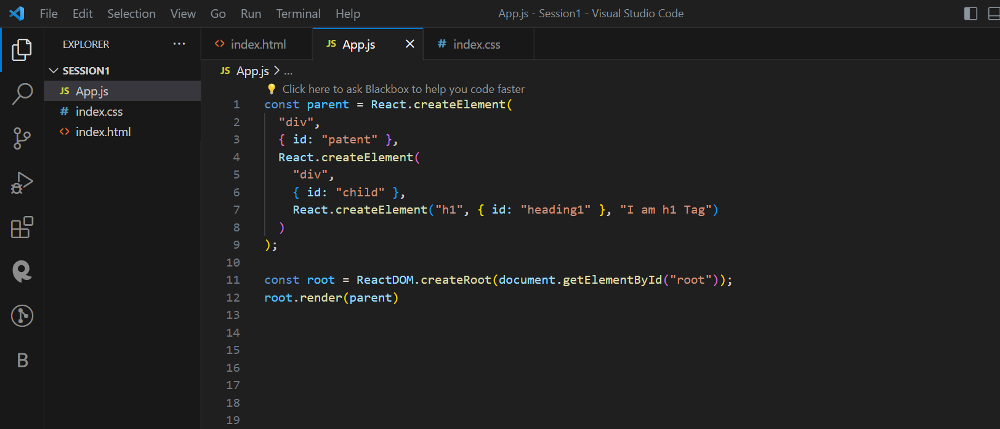 File Edit Selection View Go Run Terminal Help
App.js - Session1 - Visual Studio Code
EXPLORER ...
SESSION1
JS App.js
# index.css
<> index.html
<> index.html
JS App.js
# index.css
JS App.js > ...
Click here to ask Blackbox to help you code faster
1 const parent = React.createElement(
2 "div",
3 { id: "patent" },
4 React.createElement(
5 "div",
6 { id: "child" },
7 React.createElement("h1", { id: "heading1" }, "I am h1 Tag")
8 )
9 );
10
11 const root = ReactDOM.createRoot(document.getElementById("root"));
12 root.render(parent)
13
14
15
16
17
18
19
B